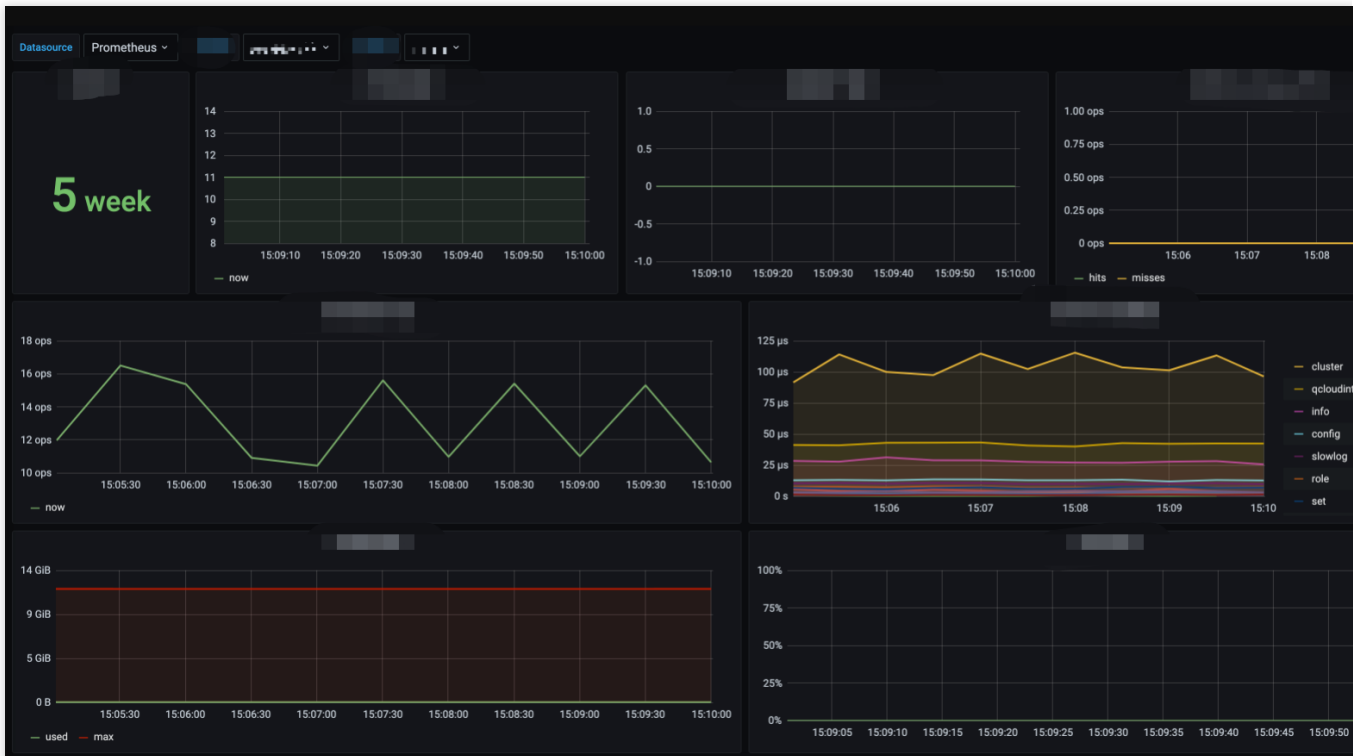 Datasource Prometheus
5 week
14
13
12
11
10
9
8
15:09:10 15:09:20 15:09:30 15:09:40 15:09:50 15:10:00
now
1.0
0.5
0
-0.5
-1.0
15:09:10 15:09:20 15:09:30 15:09:40 15:09:50 15:10:00
1.00 ops
0.75 ops
0.50 ops
0.25 ops
0 ops
15:06 15:07 15:08
hits misses
18 ops
16 ops
14 ops
12 ops
10 ops
15:05:30 15:06:00 15:06:30 15:07:00 15:07:30 15:08:00 15:08:30 15:09:00 15:09:30 15:10:00
now
125 µs
100 µs
75 µs
50 µs
25 µs
0 s
15:06 15:07 15:08 15:09 15:10
cluster
qcloudint
info
config
slowlog
role
set
14 GiB
9 GiB
5 GiB
0 B
15:05:30 15:06:00 15:06:30 15:07:00 15:07:30 15:08:00 15:08:30 15:09:00 15:09:30 15:10:00
used max
100%
75%
50%
25%
0%
15:09:05 15:09:10 15:09:15 15:09:20 15:09:25 15:09:30 15:09:35 15:09:40 15:09:45 15:09:50